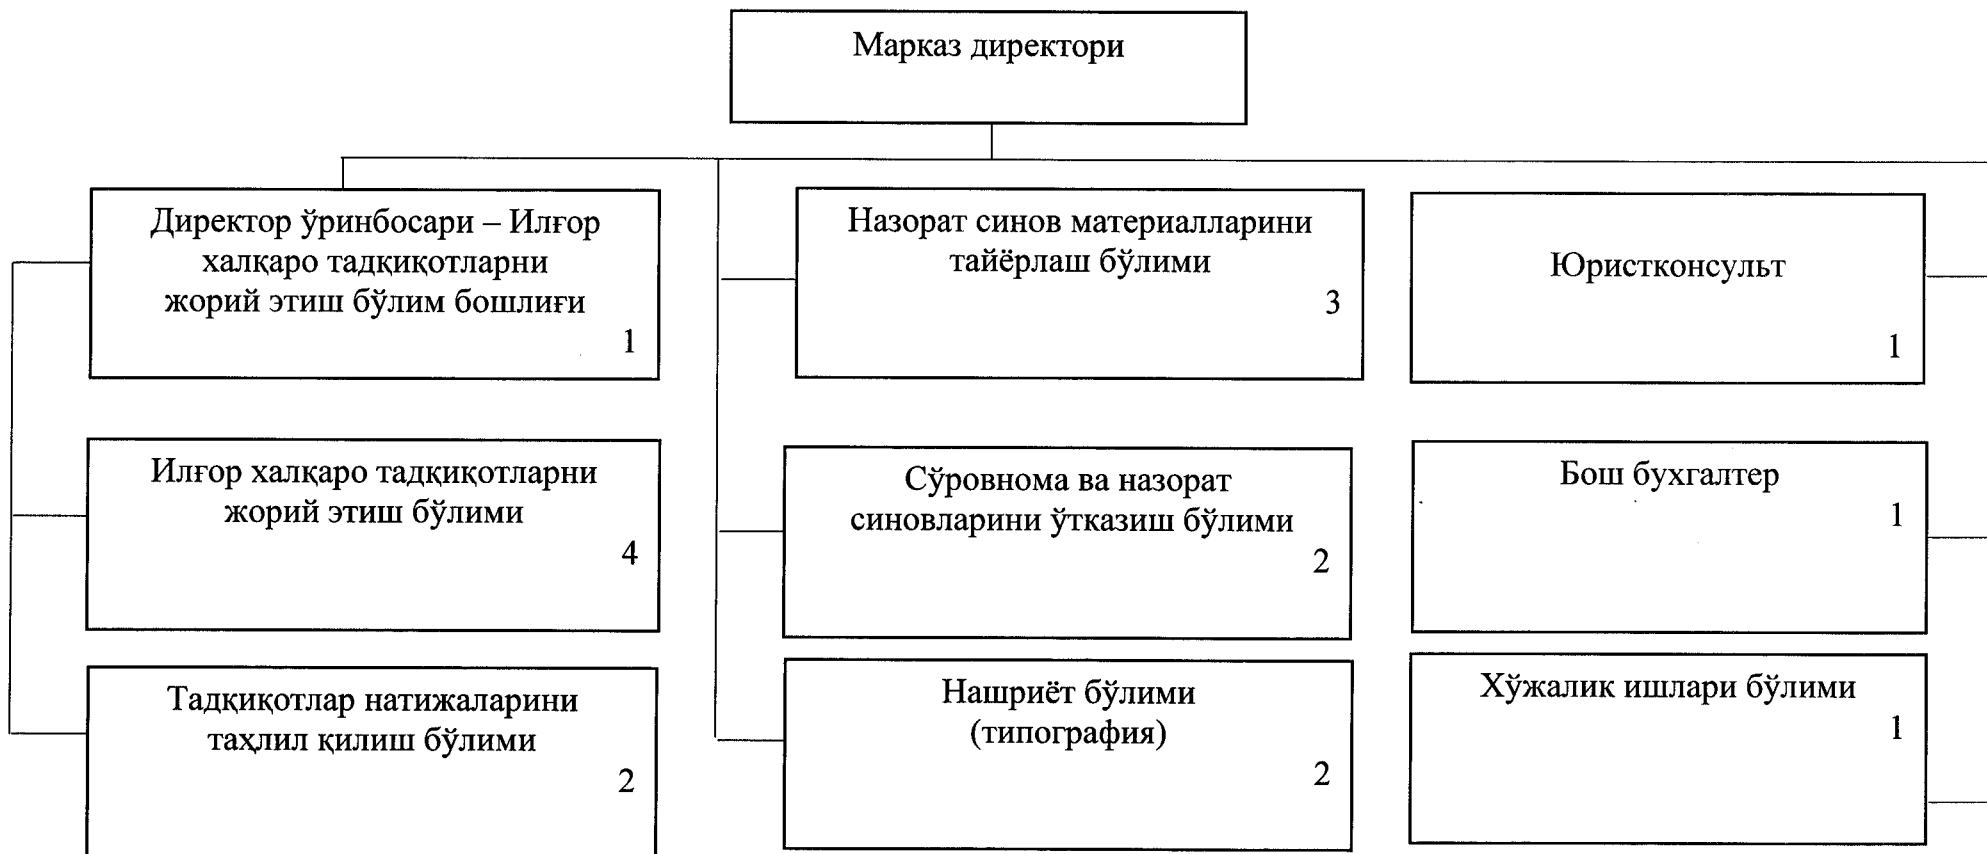 Марказ директори
Директор ўринбосари – Илғор
халқаро тадқиқотларни
жорий этиш бўлим бошлиғи
1
Назорат синов материалларини
тайёрлаш бўлими
3
Юристконсульт
1
Илғор халқаро тадқиқотларни
жорий этиш бўлими
4
Сўровнома ва назорат
синовларини ўтказиш бўлими
2
Бош бухгалтер
1
Тадқиқотлар натижаларини
таҳлил қилиш бўлими
2
Нашриёт бўлими
(типография)
2
Хўжалик ишлари бўлими
1